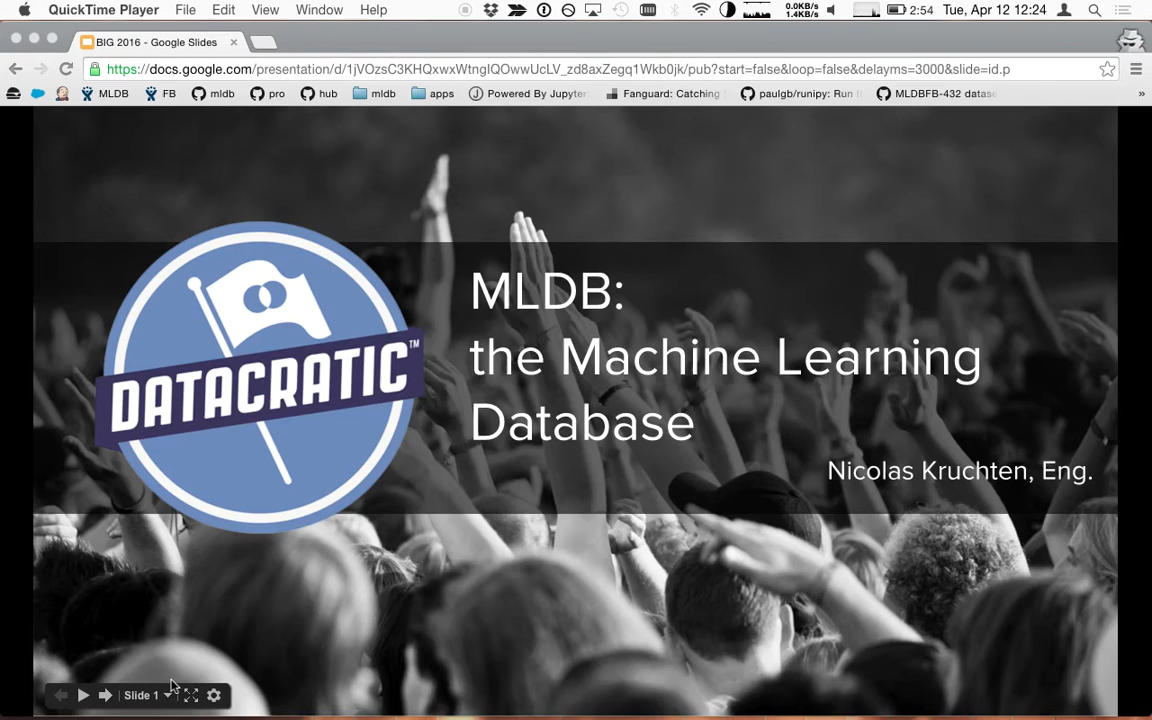 QuickTime Player File Edit View Window Help 0.0KB/s 1.4KB/s 2:54 Tue, Apr 12 12:24
BIG 2016 - Google Slides
https://docs.google.com/presentation/d/1jVOzsC3KHQxwxWtngIQOwwUcLV_zd8axZegq1Wkb0jk/pub?start=false&loop=false&delayms=3000&slide=id.p
MLDB FB mldb pro hub mldb apps Powered By Jupyter Fanguard: Catching paulgb/runipy: Run MLDBFB-432 datase »
MLDB:
the Machine Learning
Database
DATACRATIC™
Nicolas Kruchten, Eng.
Slide 1